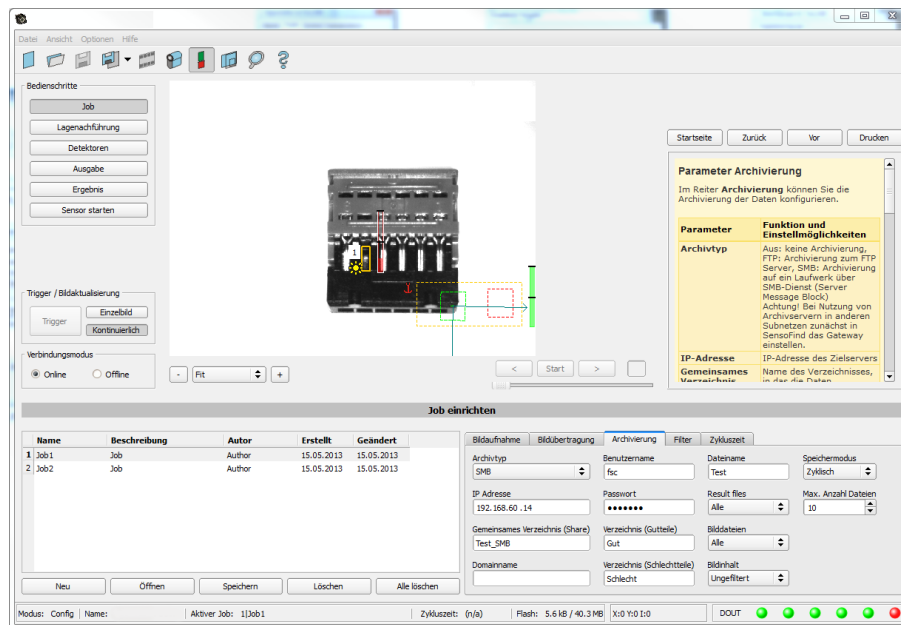 Datei Ansicht Optionen Hilfe
Bedienschritte
Job
Lagenachführung
Detektoren
Ausgabe
Ergebnis
Sensor starten
Trigger / Bildaktualisierung
Trigger
Einzelbild
Kontinuierlich
Verbindungsmodus
Online
Offline
1
1
- Fit +
< Start >
Startseite Zurück Vor Drucken
Parameter Archivierung
Im Reiter Archivierung können Sie die
Archivierung der Daten konfigurieren.
Parameter
Funktion und
Einstellmöglichkeiten
Archivtyp
Aus: keine Archivierung,
FTP: Archivierung zum FTP
Server, SMB: Archivierung
auf ein Laufwerk über
SMB-Dienst (Server
Message Block)
Achtung! Bei Nutzung von
Archivservern in anderen
Subnetzen zunächst in
SensoFind das Gateway
einstellen.
IP-Adresse
IP-Adresse des Zielservers
Gemeinsames
Verzeichnis
Name des Verzeichnisses,
in das die Daten
Job einrichten
Name Beschreibung Autor Erstellt Geändert
1 Job1 Job Author 15.05.2013 15.05.2013
2 Job2 Job Author 15.05.2013 15.05.2013
Neu Öffnen Speichern Löschen Alle löschen
Bildaufnahme Bildübertragung Archivierung Filter Zykluszeit
Archivtyp Benutzername Dateiname Speichermodus
SMB fsc Test Zyklisch
IP Adresse Passwort Result files Max. Anzahl Dateien
192.168.60 .14 ●●●●●●● Alle 10
Gemeinsames Verzeichnis (Share) Verzeichnis (Gutteile) Bilddateien
Test_SMB Gut Alle
Domainname Verzeichnis (Schlechtteile) Bildinhalt
Schlecht Ungefiltert
Modus: Config Name: Aktiver Job: 1|Job1 Zykluszeit: (n/a) Flash: 5.6 kB / 40.3 MB X:0 Y:0 I:0 DOUT